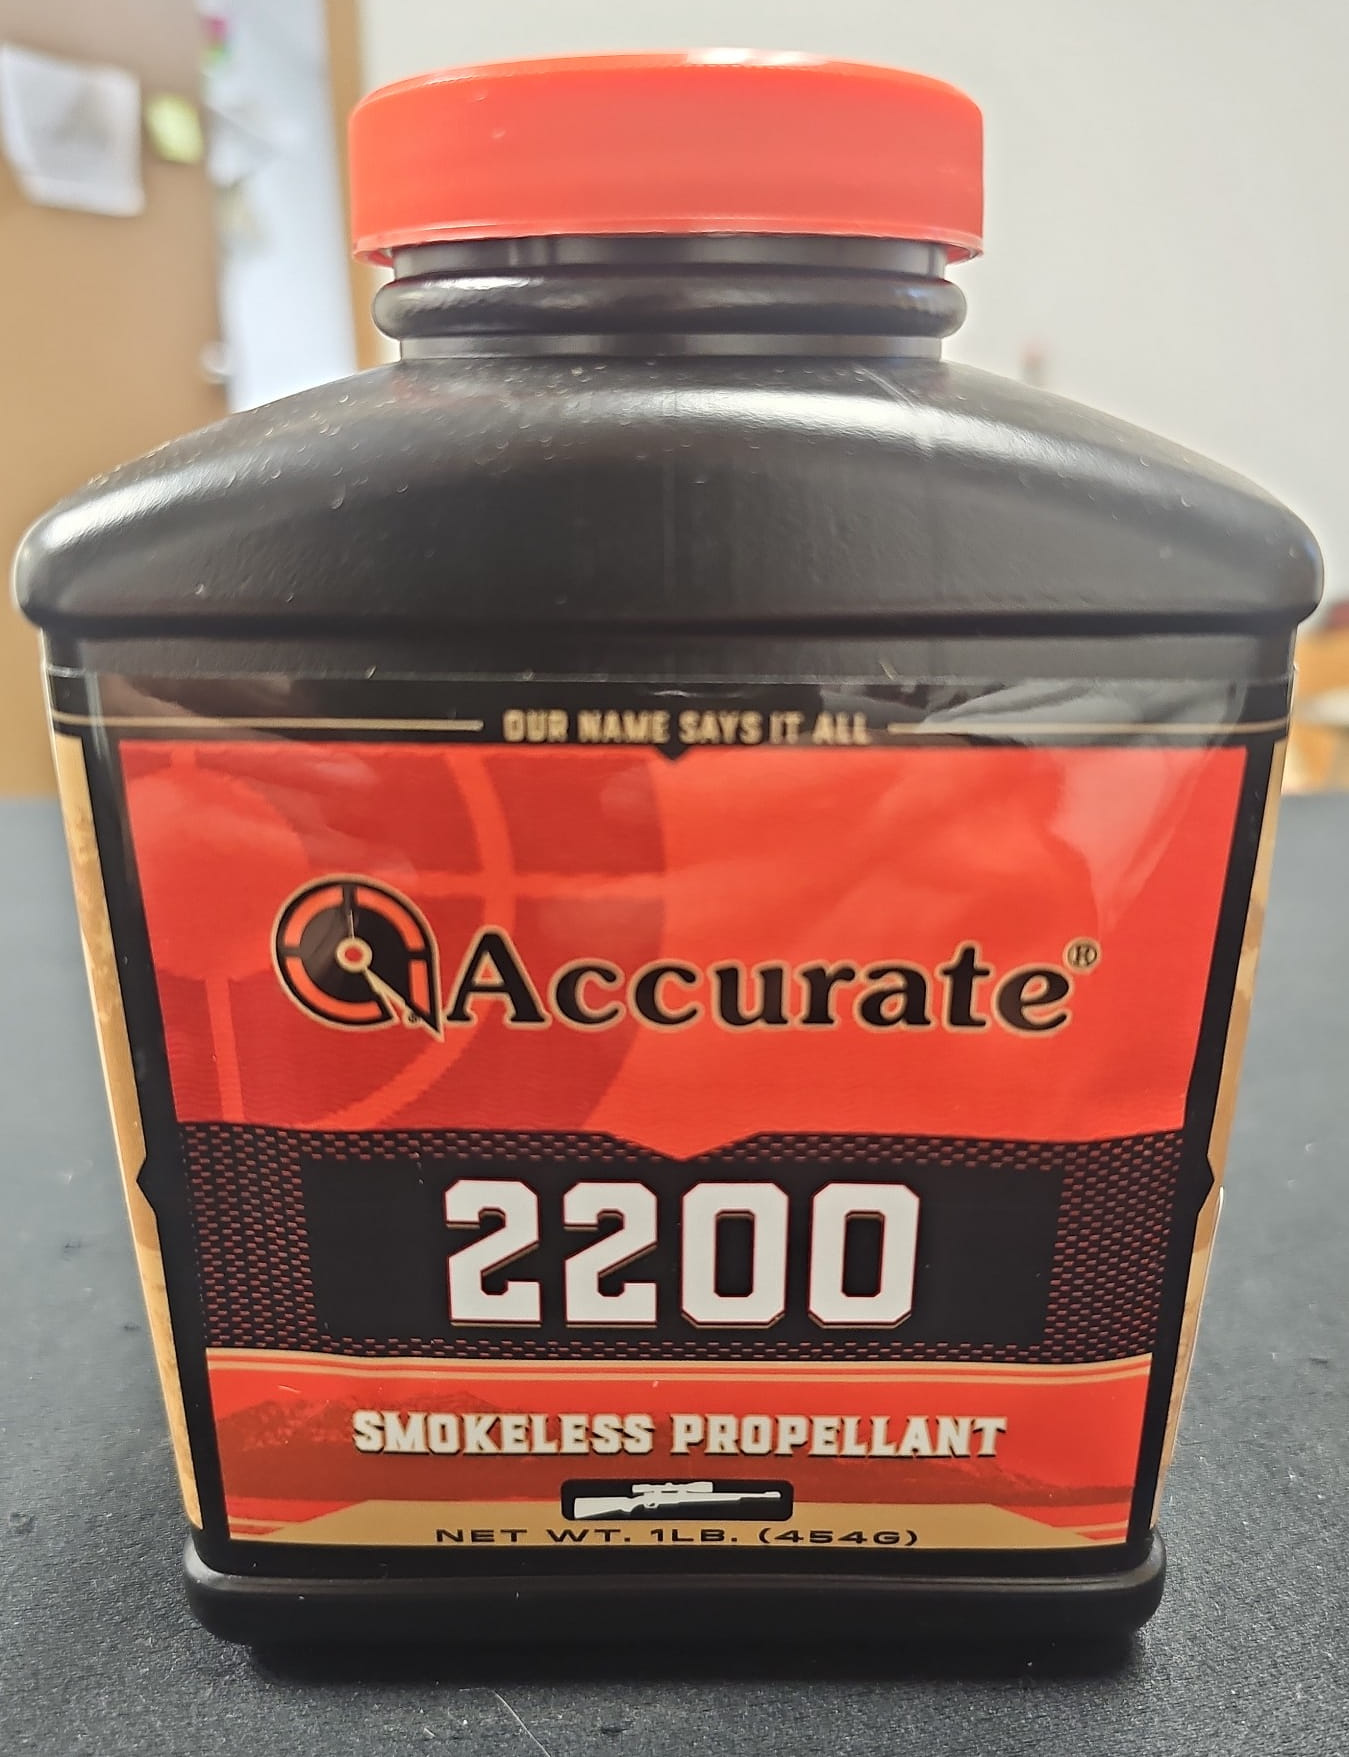 OUR NAME SAYS IT ALL
Accurate®
2200
SMOKELESS PROPELLANT
NET WT. 1LB. (454G)